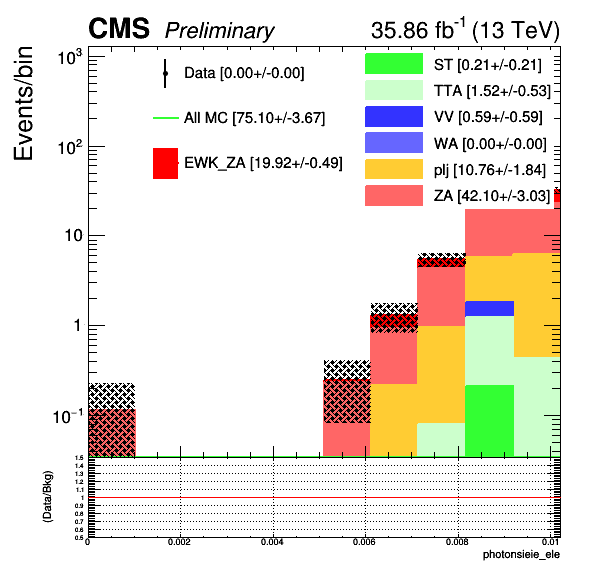 CMS Preliminary 35.86 fb-1 (13 TeV)
Events/bin
10³
10²
10
1
10⁻¹
Data [0.00+/-0.00]
All MC [75.10+/-3.67]
EWK_ZA [19.92+/-0.49]
ST [0.21+/-0.21]
TTA [1.52+/-0.53]
VV [0.59+/-0.59]
WA [0.00+/-0.00]
plj [10.76+/-1.84]
ZA [42.10+/-3.03]
(Data/Bkg)
1.5
1.4
1.3
1.2
1.1
1
0.9
0.8
0.7
0.6
0.5
0 0.002 0.004 0.006 0.008 0.01
photonsieie_ele